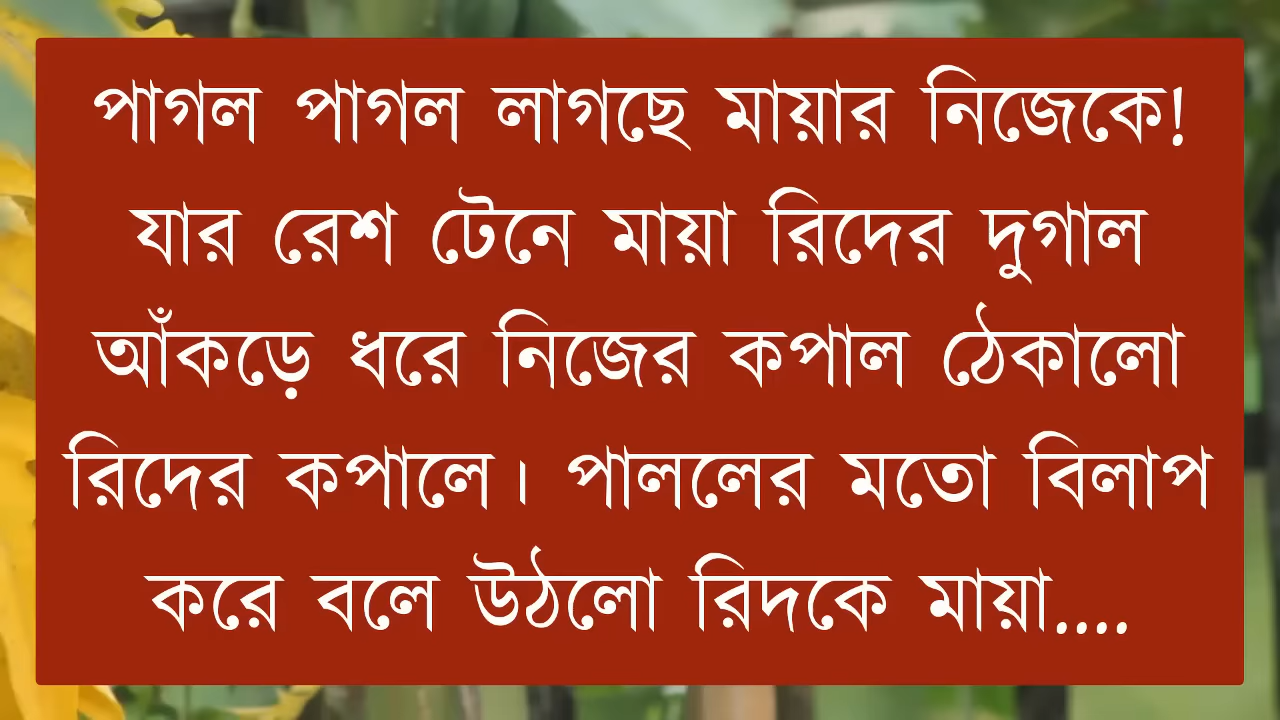 পাগল পাগল লাগছে মায়ার নিজেকে!
যার রেশ টেনে মায়া রিদের দুগাল
আঁকড়ে ধরে নিজের কপাল ঠেকালো
রিদের কপালে। পাললের মতো বিলাপ
করে বলে উঠলো রিদকে মায়া....